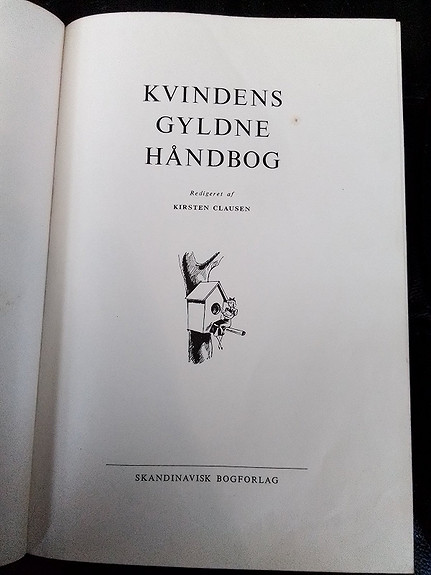 KVINDENS
GYLDNE
HÅNDBOG
Redigeret af
KIRSTEN CLAUSEN
SKANDINAVISK BOGFORLAG